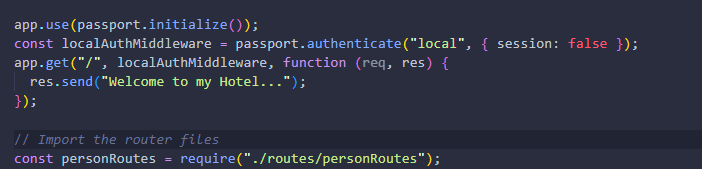 app.use(passport.initialize());
const localAuthMiddleware = passport.authenticate("local", { session: false });
app.get("/", localAuthMiddleware, function (req, res) {
  res.send("Welcome to my Hotel...");
});

// Import the router files
const personRoutes = require("./routes/personRoutes");